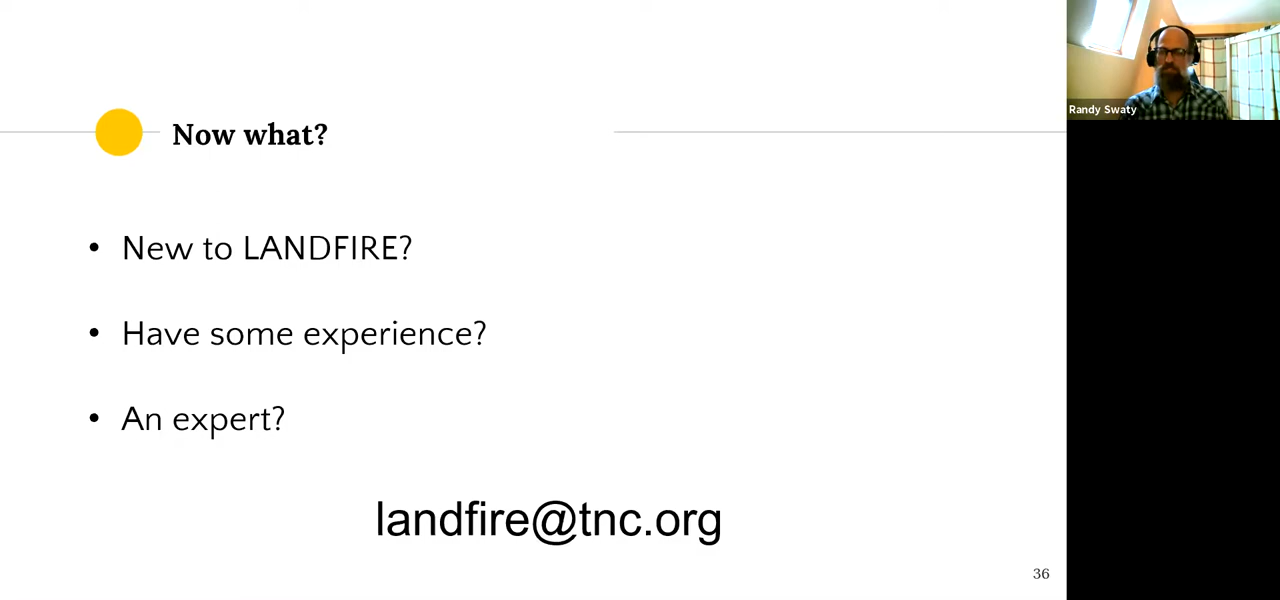 Now what?
• New to LANDFIRE?
• Have some experience?
• An expert?
landfire@tnc.org
36
Randy Swaty